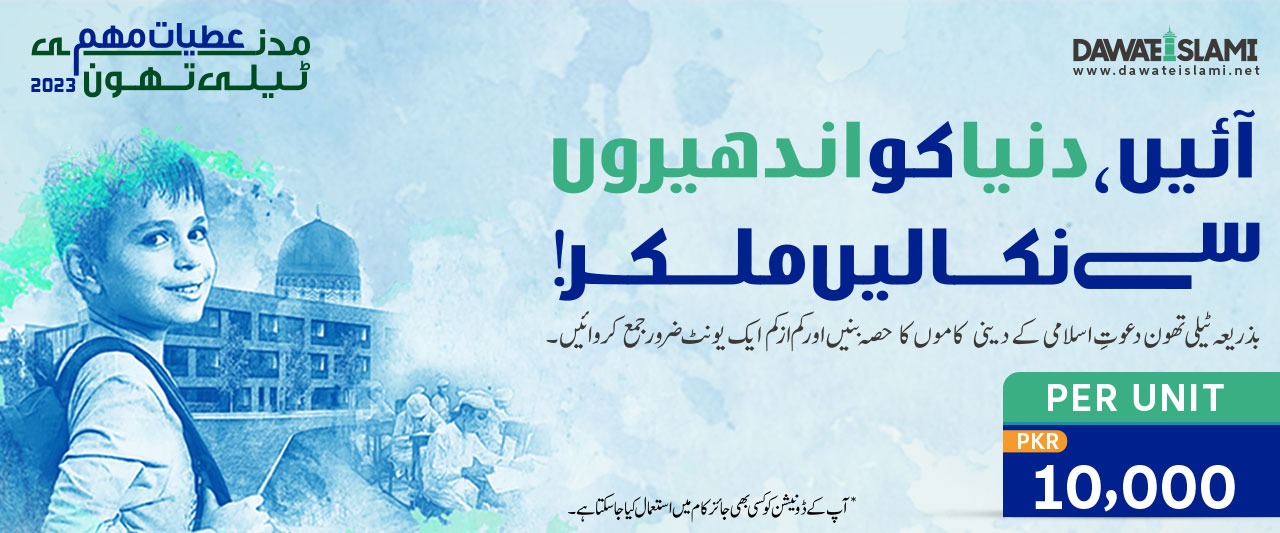 مدنی عطیات مہم
ٹیلی تھون 2023
DAWATEISLAMI
www.dawateislami.net
آئیں، دنیا کو اندھیروں
سے نکالیں ملکر!
بذریعہ ٹیلی تھون دعوتِ اسلامی کے دینی کاموں کا حصہ بنیں اور کم از کم ایک یونٹ ضرور جمع کروائیں۔
PER UNIT
PKR
10,000
*آپ کے ڈونیشن کو کسی بھی جائز کام میں استعمال کیا جاسکتا ہے۔